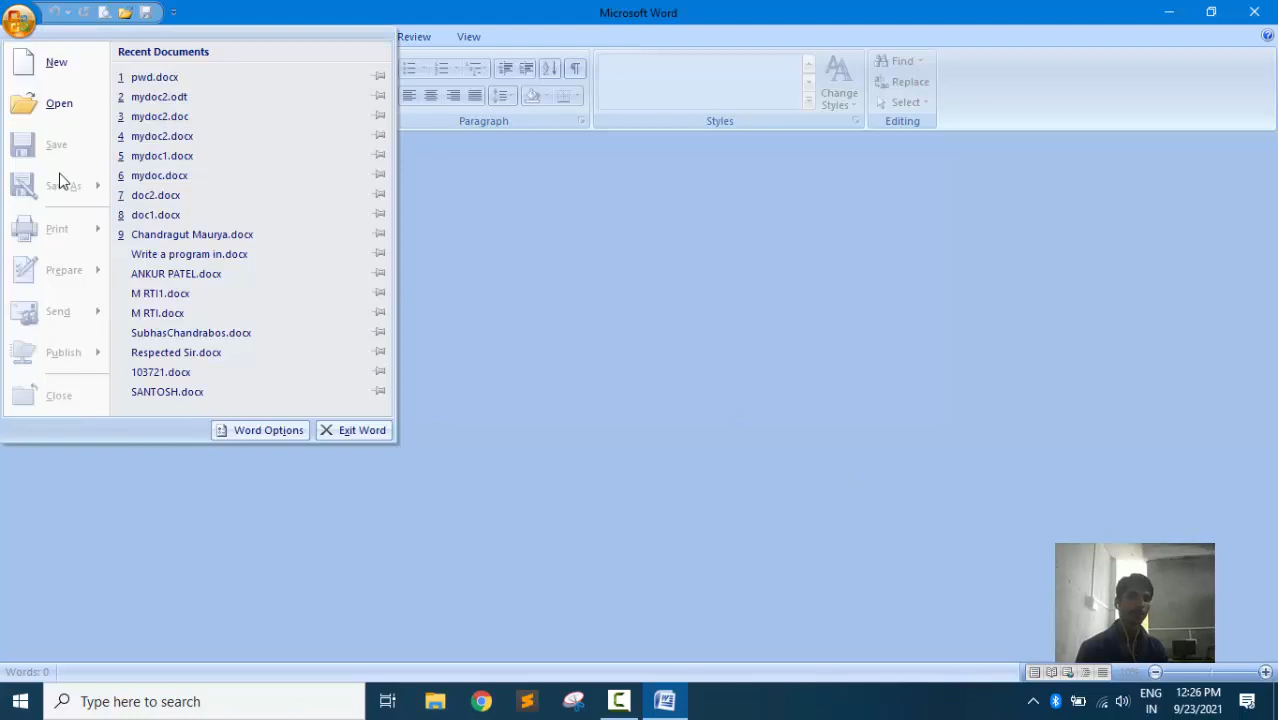 Microsoft Word
Review View
Recent Documents
New
Open
Save
Save As
Print
Prepare
Send
Publish
Close
1 pwd.docx
2 mydoc2.odt
3 mydoc2.doc
4 mydoc2.docx
5 mydoc1.docx
6 mydoc.docx
7 doc2.docx
8 doc1.docx
9 Chandragut Maurya.docx
Write a program in.docx
ANKUR PATEL.docx
M RTI1.docx
M RTI.docx
SubhasChandrabos.docx
Respected Sir.docx
103721.docx
SANTOSH.docx
Word Options
Exit Word
Change
Styles
Find
Replace
Select
Paragraph
Styles
Editing
Words: 0
Type here to search
ENG
IN
12:26 PM
9/23/2021